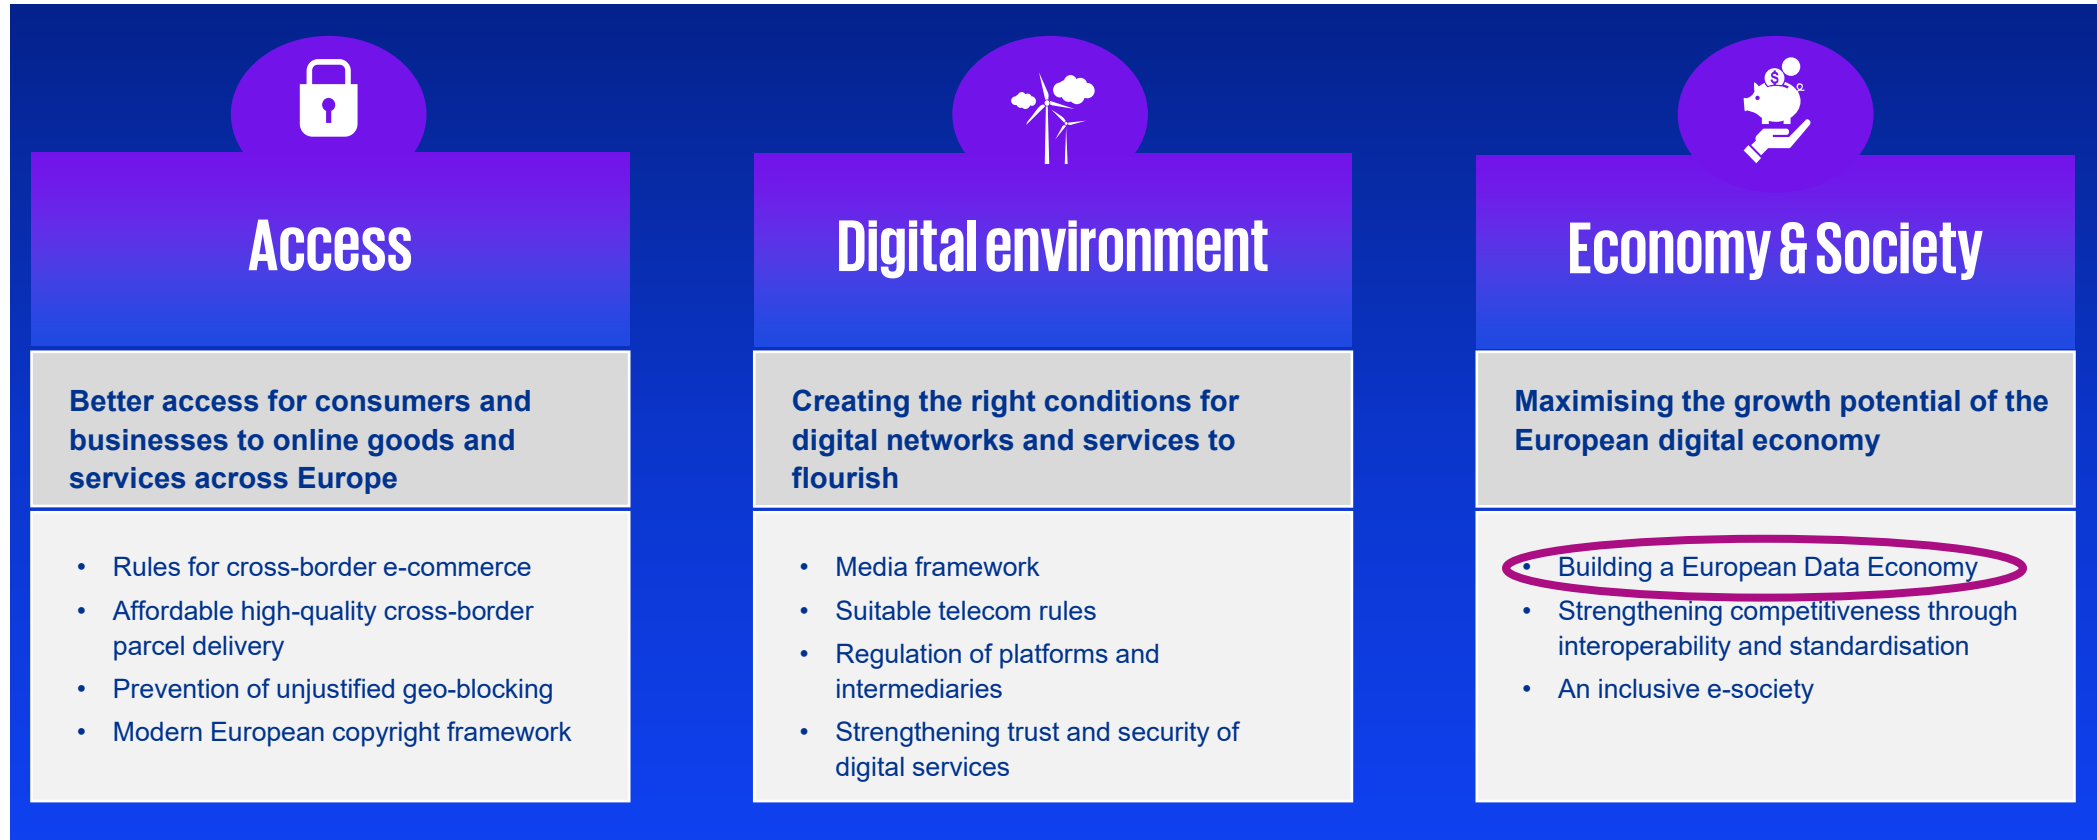 Access
Better access for consumers and
businesses to online goods and
services across Europe
• Rules for cross-border e-commerce
• Affordable high-quality cross-border
parcel delivery
• Prevention of unjustified geo-blocking
• Modern European copyright framework
Digital environment
Creating the right conditions for
digital networks and services to
flourish
• Media framework
• Suitable telecom rules
• Regulation of platforms and
intermediaries
• Strengthening trust and security of
digital services
$
Economy & Society
Maximising the growth potential of the
European digital economy
• Building a European Data Economy
• Strengthening competitiveness through
interoperability and standardisation
• An inclusive e-society